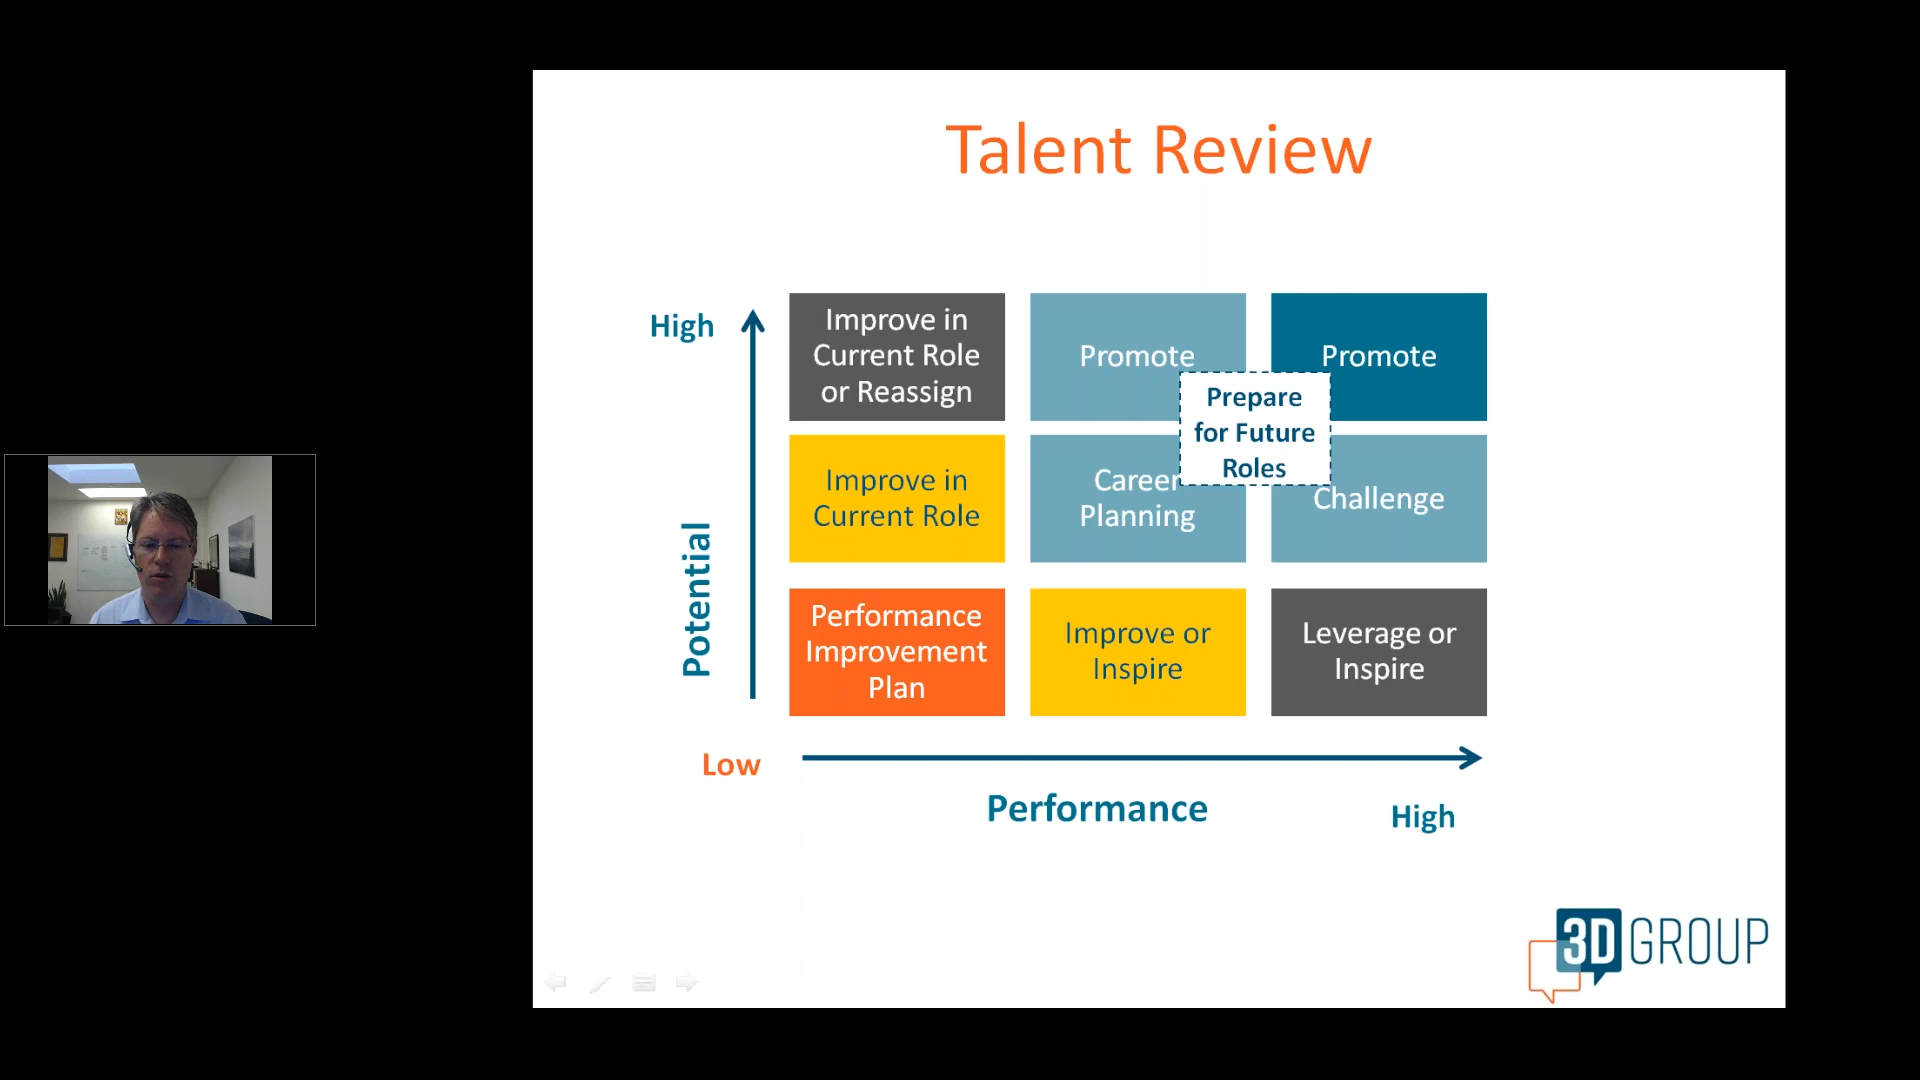 Talent Review
High
Improve in
Current Role
or Reassign
Promote
Promote
Prepare
for Future
Roles
Improve in
Current Role
Career
Planning
Challenge
Potential
Performance
Improvement
Plan
Improve or
Inspire
Leverage or
Inspire
Low
Performance
High
3D GROUP